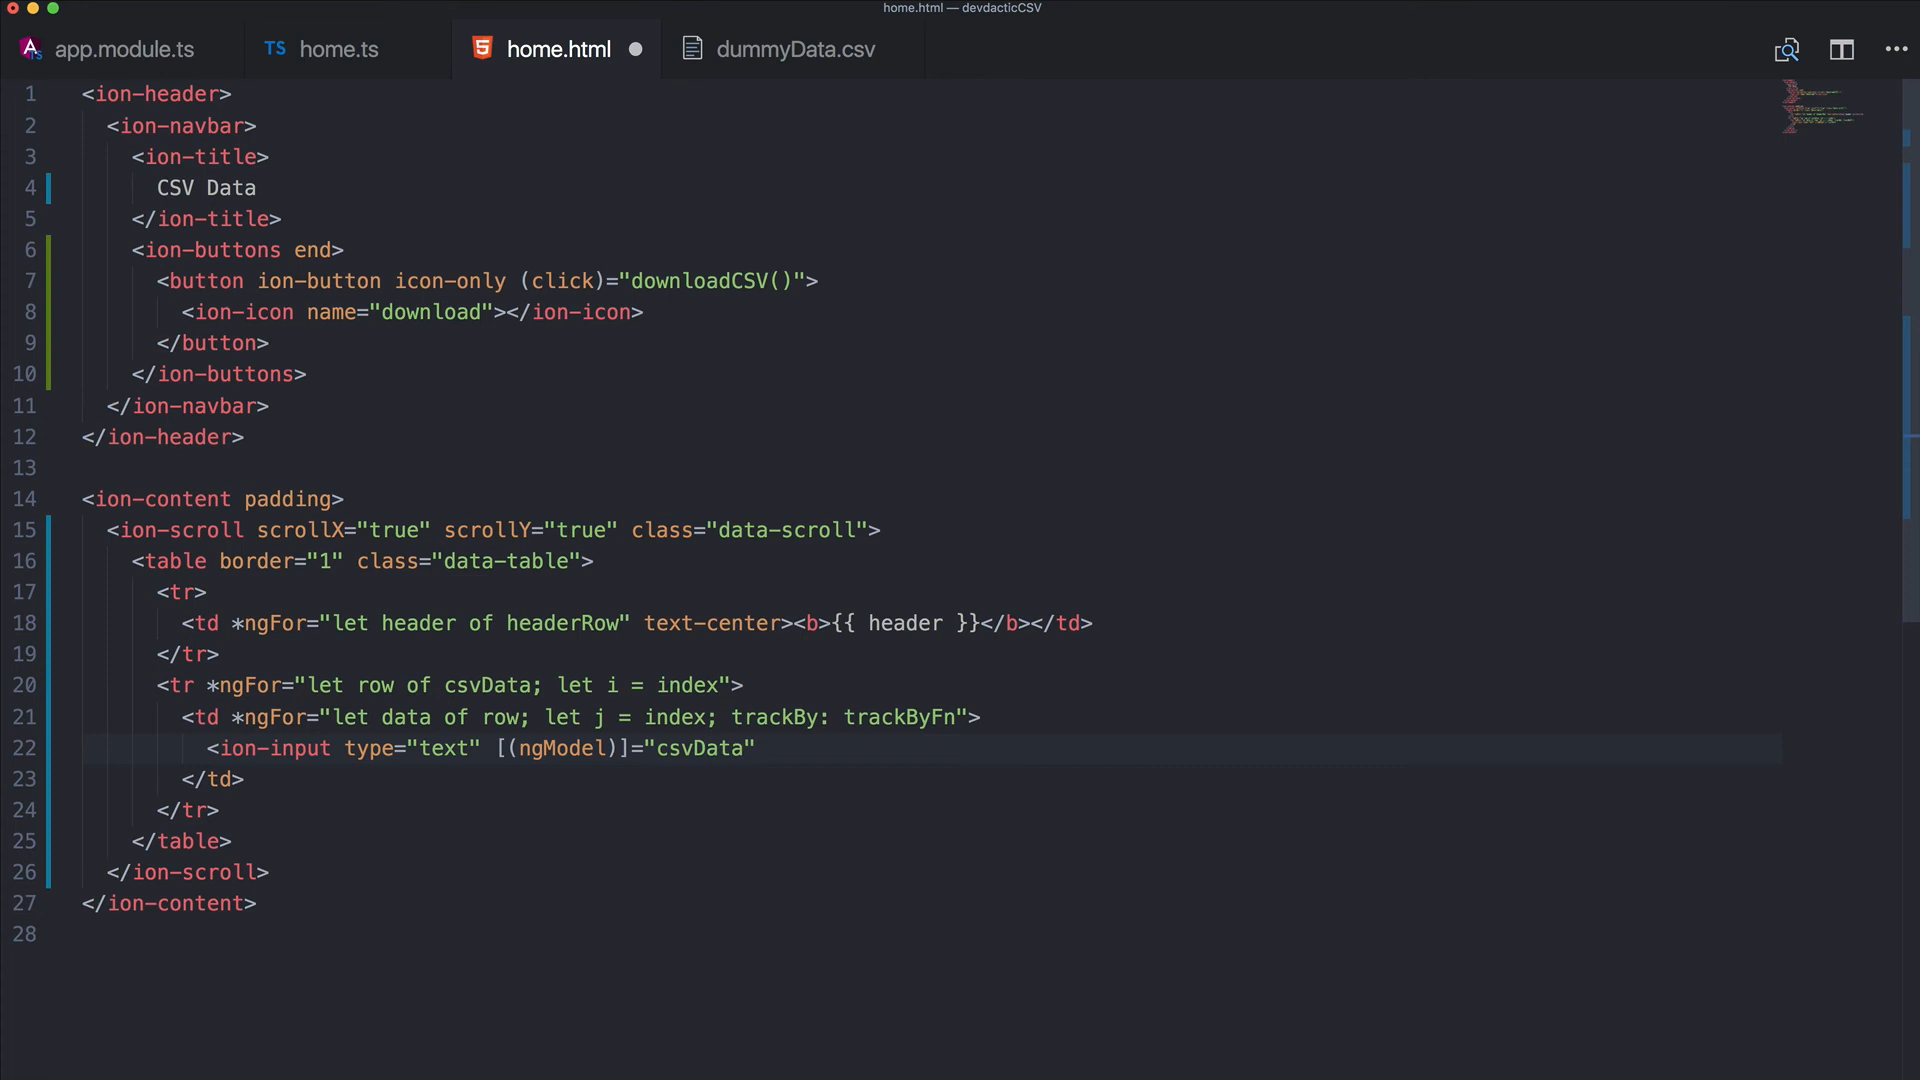 home.html — devdacticCSV
app.module.ts
TS home.ts
home.html
dummyData.csv
1 <ion-header>
2   <ion-navbar>
3     <ion-title>
4       CSV Data
5     </ion-title>
6     <ion-buttons end>
7       <button ion-button icon-only (click)="downloadCSV()">
8         <ion-icon name="download"></ion-icon>
9       </button>
10     </ion-buttons>
11   </ion-navbar>
12 </ion-header>
13
14 <ion-content padding>
15   <ion-scroll scrollX="true" scrollY="true" class="data-scroll">
16     <table border="1" class="data-table">
17       <tr>
18         <td *ngFor="let header of headerRow" text-center><b>{{ header }}</b></td>
19       </tr>
20       <tr *ngFor="let row of csvData; let i = index">
21         <td *ngFor="let data of row; let j = index; trackBy: trackByFn">
22           <ion-input type="text" [(ngModel)]="csvData"
23         </td>
24       </tr>
25     </table>
26   </ion-scroll>
27 </ion-content>
28